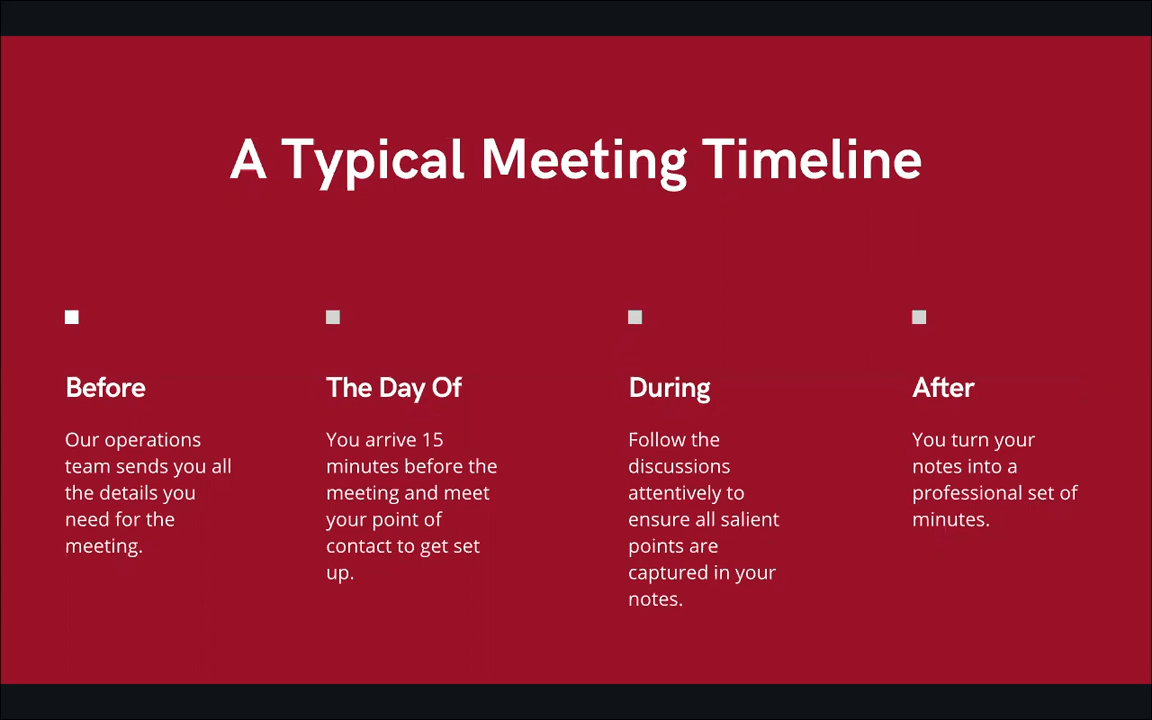 A Typical Meeting Timeline
Before
Our operations
team sends you all
the details you
need for the
meeting.
The Day Of
You arrive 15
minutes before the
meeting and meet
your point of
contact to get set
up.
During
Follow the
discussions
attentively to
ensure all salient
points are
captured in your
notes.
After
You turn your
notes into a
professional set of
minutes.